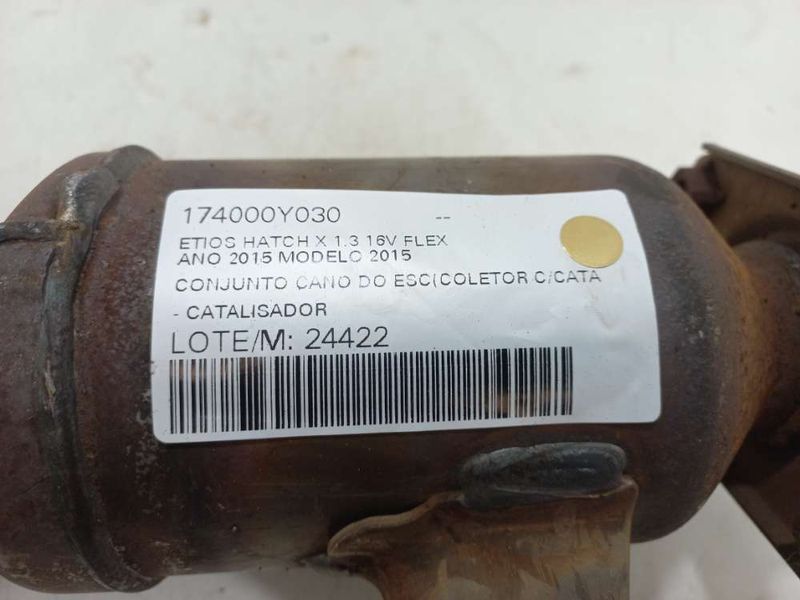 174000Y030 --
ETIOS HATCH X 1.3 16V FLEX
ANO 2015 MODELO 2015
CONJUNTO CANO DO ESC(COLETOR C/CATA
- CATALISADOR
LOTE/M: 24422